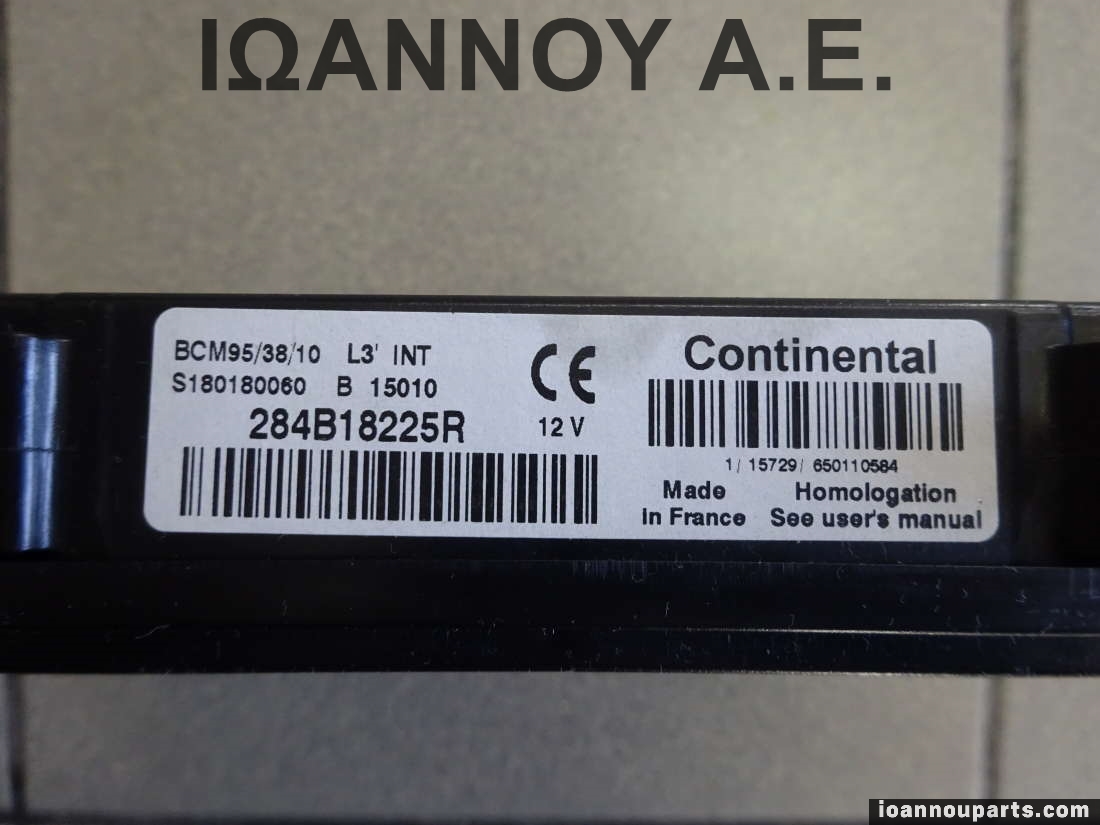 ΙΩΑΝΝΟΥ Α.Ε.
BCM95/38/10 L3' INT
S180180060 B 15010
284B18225R
CE
12 V
Continental
1/ 15729/ 650110584
Made
in France
Homologation
See user's manual
ioannouparts.com